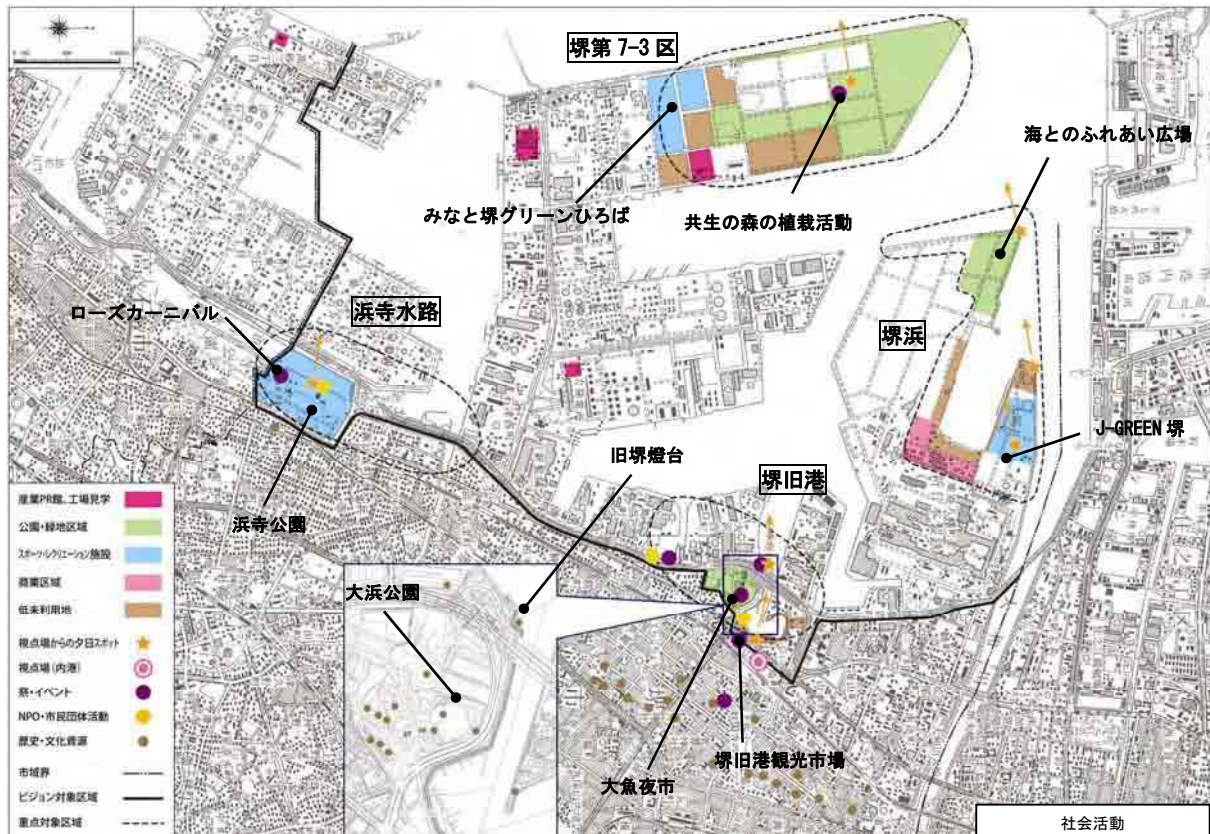 堺第7-3区
海とのふれあい広場
みなと堺グリーンひろば
共生の森の植栽活動
浜寺水路
ローズカーニバル
堺浜
J-GREEN堺
旧堺燈台
堺旧港
浜寺公園
大浜公園
堺旧港観光市場
大魚夜市
産業PR館、工場見学
公園・緑地区域
スポーツ・レクリエーション施設
商業区域
低未利用地
視点場からの夕日スポット
視点場(内港)
祭・イベント
NPO・市民団体活動
歴史・文化資源
市域界
ビジョン対象区域
重点対象区域
社会活動